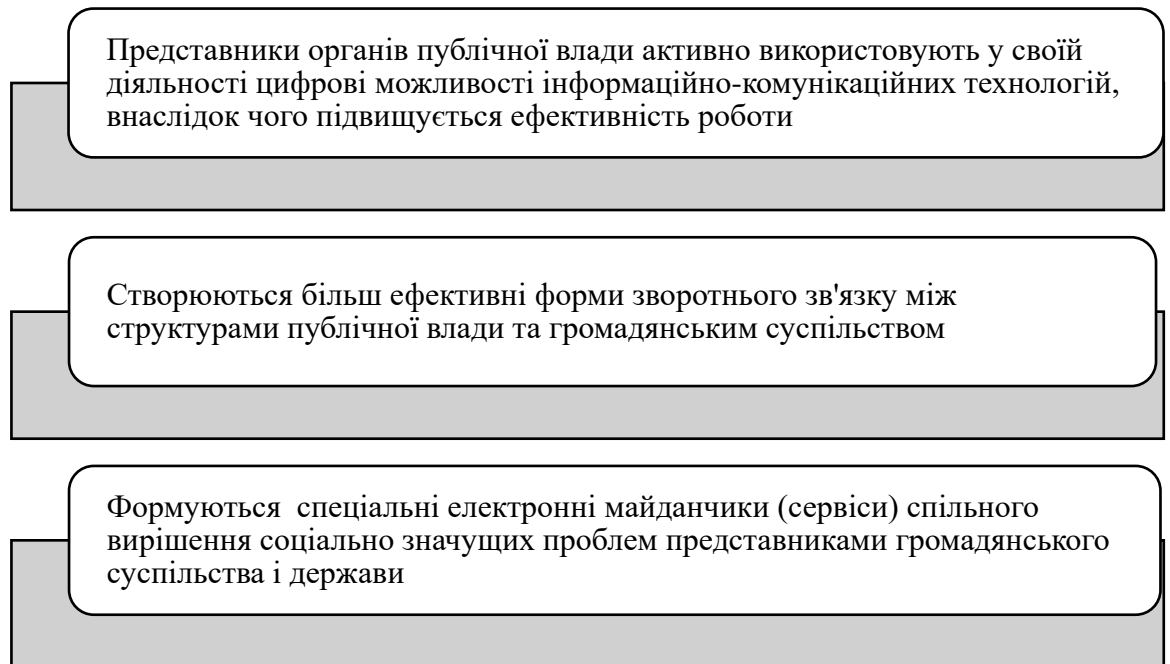 Представники органів публічної влади активно використовують у своїй
діяльності цифрові можливості інформаційно-комунікаційних технологій,
внаслідок чого підвищується ефективність роботи
Створюються більш ефективні форми зворотнього зв'язку між
структурами публічної влади та громадянським суспільством
Формуються спеціальні електронні майданчики (сервіси) спільного
вирішення соціально значущих проблем представниками громадянського
суспільства і держави